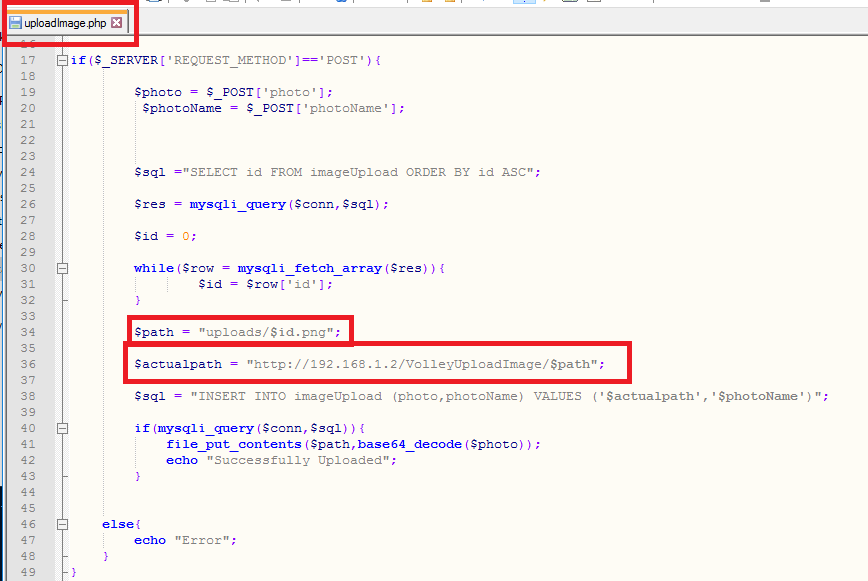 uploadImage.php
16
17 if($_SERVER['REQUEST_METHOD']=='POST'){
18
19 $photo = $_POST['photo'];
20 $photoName = $_POST['photoName'];
21
22
23
24 $sql ="SELECT id FROM imageUpload ORDER BY id ASC";
25
26 $res = mysqli_query($conn,$sql);
27
28 $id = 0;
29
30 while($row = mysqli_fetch_array($res)){
31 $id = $row['id'];
32 }
33
34 $path = "uploads/$id.png";
35
36 $actualpath = "http://192.168.1.2/VolleyUploadImage/$path";
37
38 $sql = "INSERT INTO imageUpload (photo,photoName) VALUES ('$actualpath','$photoName')";
39
40 if(mysqli_query($conn,$sql)){
41 file_put_contents($path,base64_decode($photo));
42 echo "Successfully Uploaded";
43 }
44
45
46 else{
47 echo "Error";
48 }
49 }